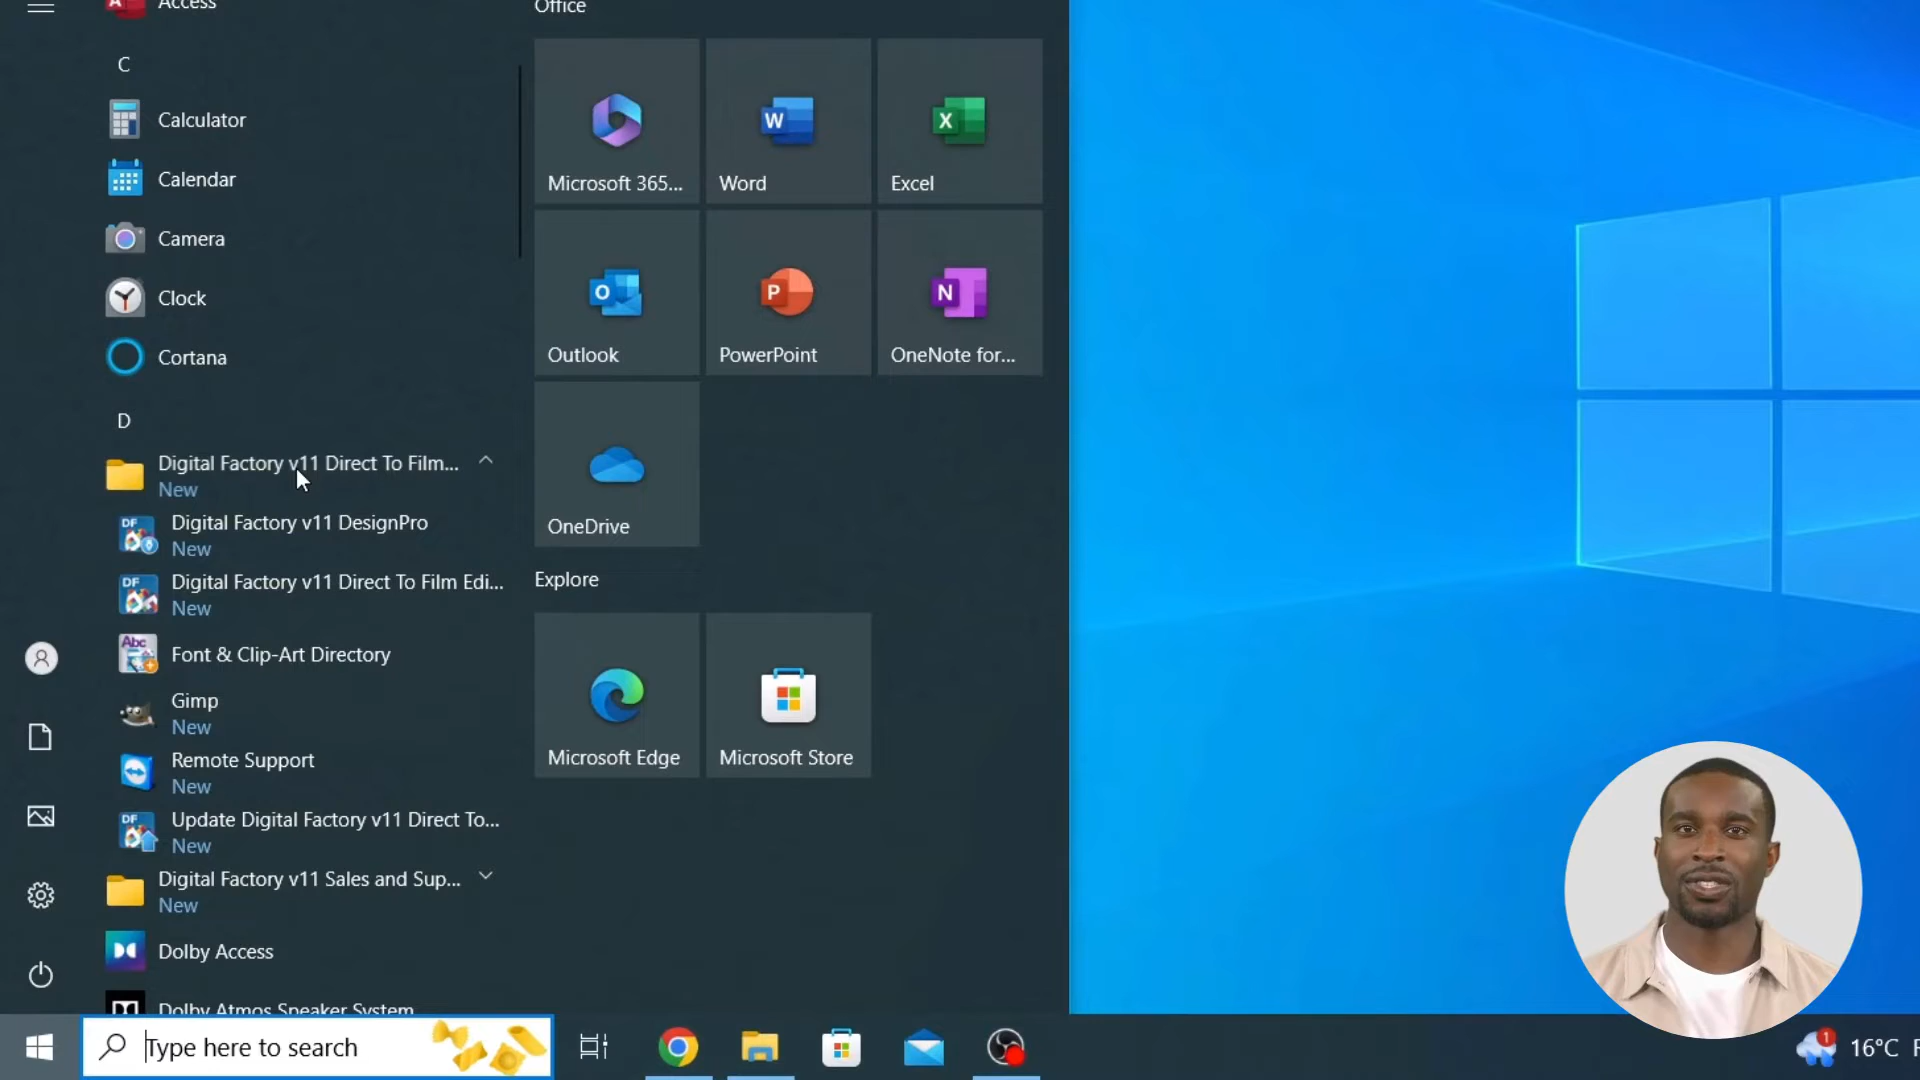 Access
C
Calculator
Calendar
Camera
Clock
Cortana
D
Digital Factory v11 Direct To Film...
New
Digital Factory v11 DesignPro
New
Digital Factory v11 Direct To Film Edi...
New
Font & Clip-Art Directory
Gimp
New
Remote Support
New
Update Digital Factory v11 Direct To...
New
Digital Factory v11 Sales and Sup...
New
Dolby Access
Dolby Atmos Speaker System
Office
Microsoft 365...
Word
Excel
Outlook
PowerPoint
OneNote for...
OneDrive
Explore
Microsoft Edge
Microsoft Store
Type here to search
1
16°C